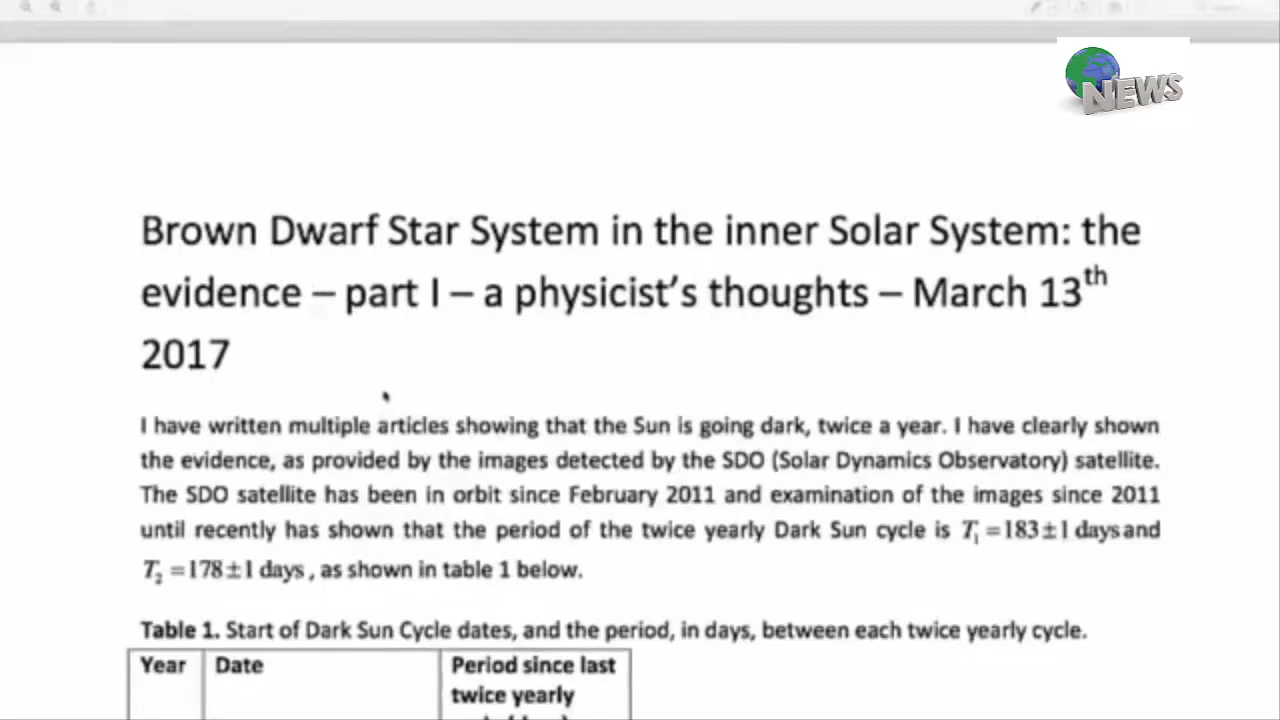 NEWS
Brown Dwarf Star System in the inner Solar System: the
evidence – part I – a physicist’s thoughts – March 13th
2017
I have written multiple articles showing that the Sun is going dark, twice a year. I have clearly shown
the evidence, as provided by the images detected by the SDO (Solar Dynamics Observatory) satellite.
The SDO satellite has been in orbit since February 2011 and examination of the images since 2011
until recently has shown that the period of the twice yearly Dark Sun cycle is T₁ =183±1 days and
T₂ =178±1 days , as shown in table 1 below.
Table 1. Start of Dark Sun Cycle dates, and the period, in days, between each twice yearly cycle.
Year Date Period since last
twice yearly